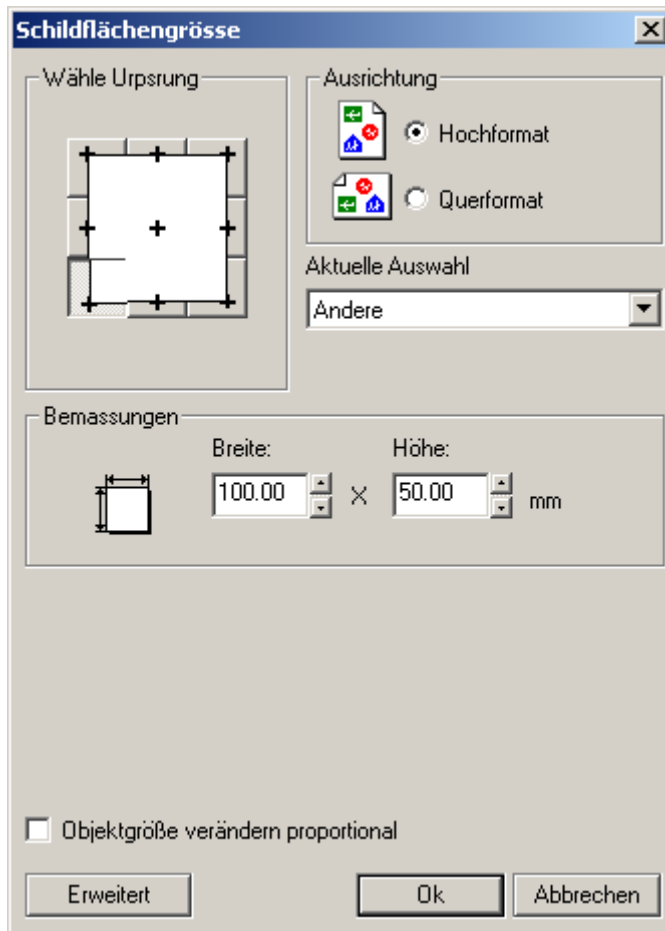 Schildflächengrösse
Wähle Urpsrung
Ausrichtung
Hochformat
Querformat
Aktuelle Auswahl
Andere
Bemassungen
Breite: Höhe:
100.00 X 50.00 mm
Objektgröße verändern proportional
Erweitert Ok Abbrechen